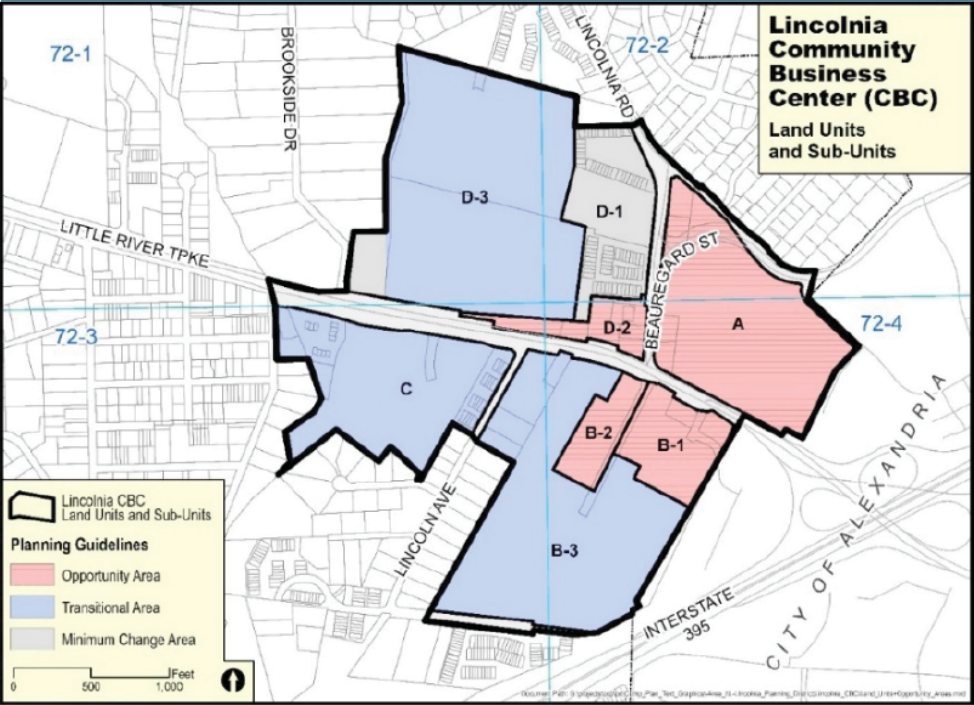 Lincolnia
Community
Business
Center (CBC)
Land Units
and Sub-Units
72-1
72-2
BROOKSIDE DR
LINCOLNIA RD
D-3
D-1
LITTLE RIVER TPKE
BEAUREGARD ST
72-3
D-2
A
72-4
C
B-2
B-1
LINCOLN AVE
B-3
CITY OF ALEXANDRIA
INTERSTATE
395
Lincolnia CBC
Land Units and Sub-Units
Planning Guidelines
Opportunity Area
Transitional Area
Minimum Change Area
Feet
0 500 1,000